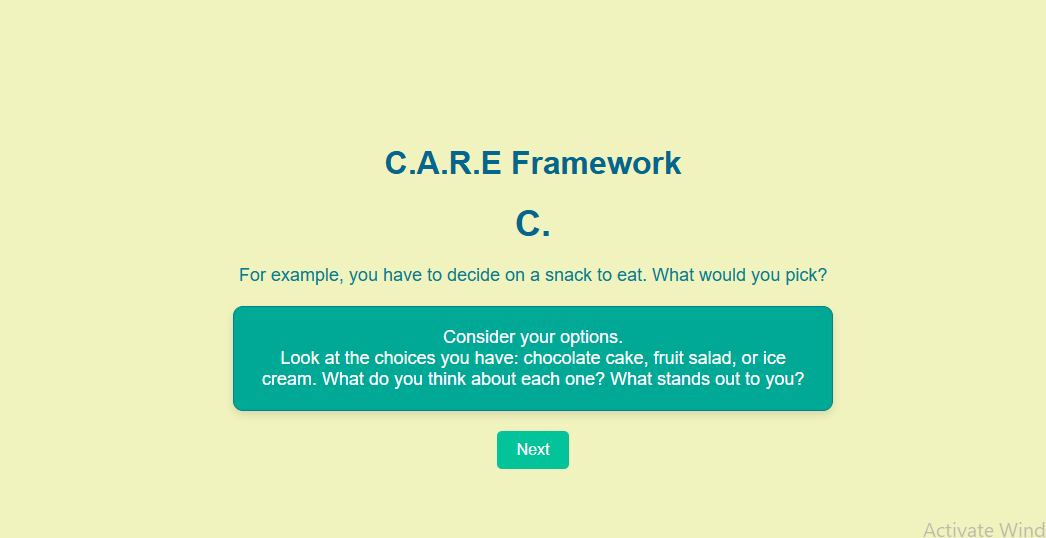 C.A.R.E Framework
C.
For example, you have to decide on a snack to eat. What would you pick?
Consider your options.
Look at the choices you have: chocolate cake, fruit salad, or ice
cream. What do you think about each one? What stands out to you?
Next
Activate Wind